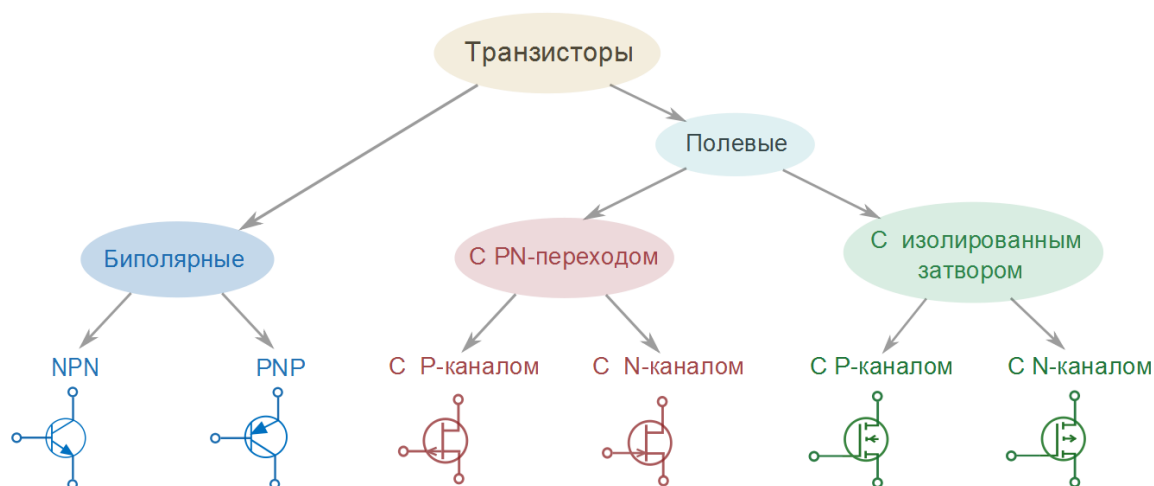 Транзисторы
Полевые
Биполярные
С PN-переходом
С изолированным
затвором
NPN
PNP
С P-каналом
С N-каналом
С P-каналом
С N-каналом